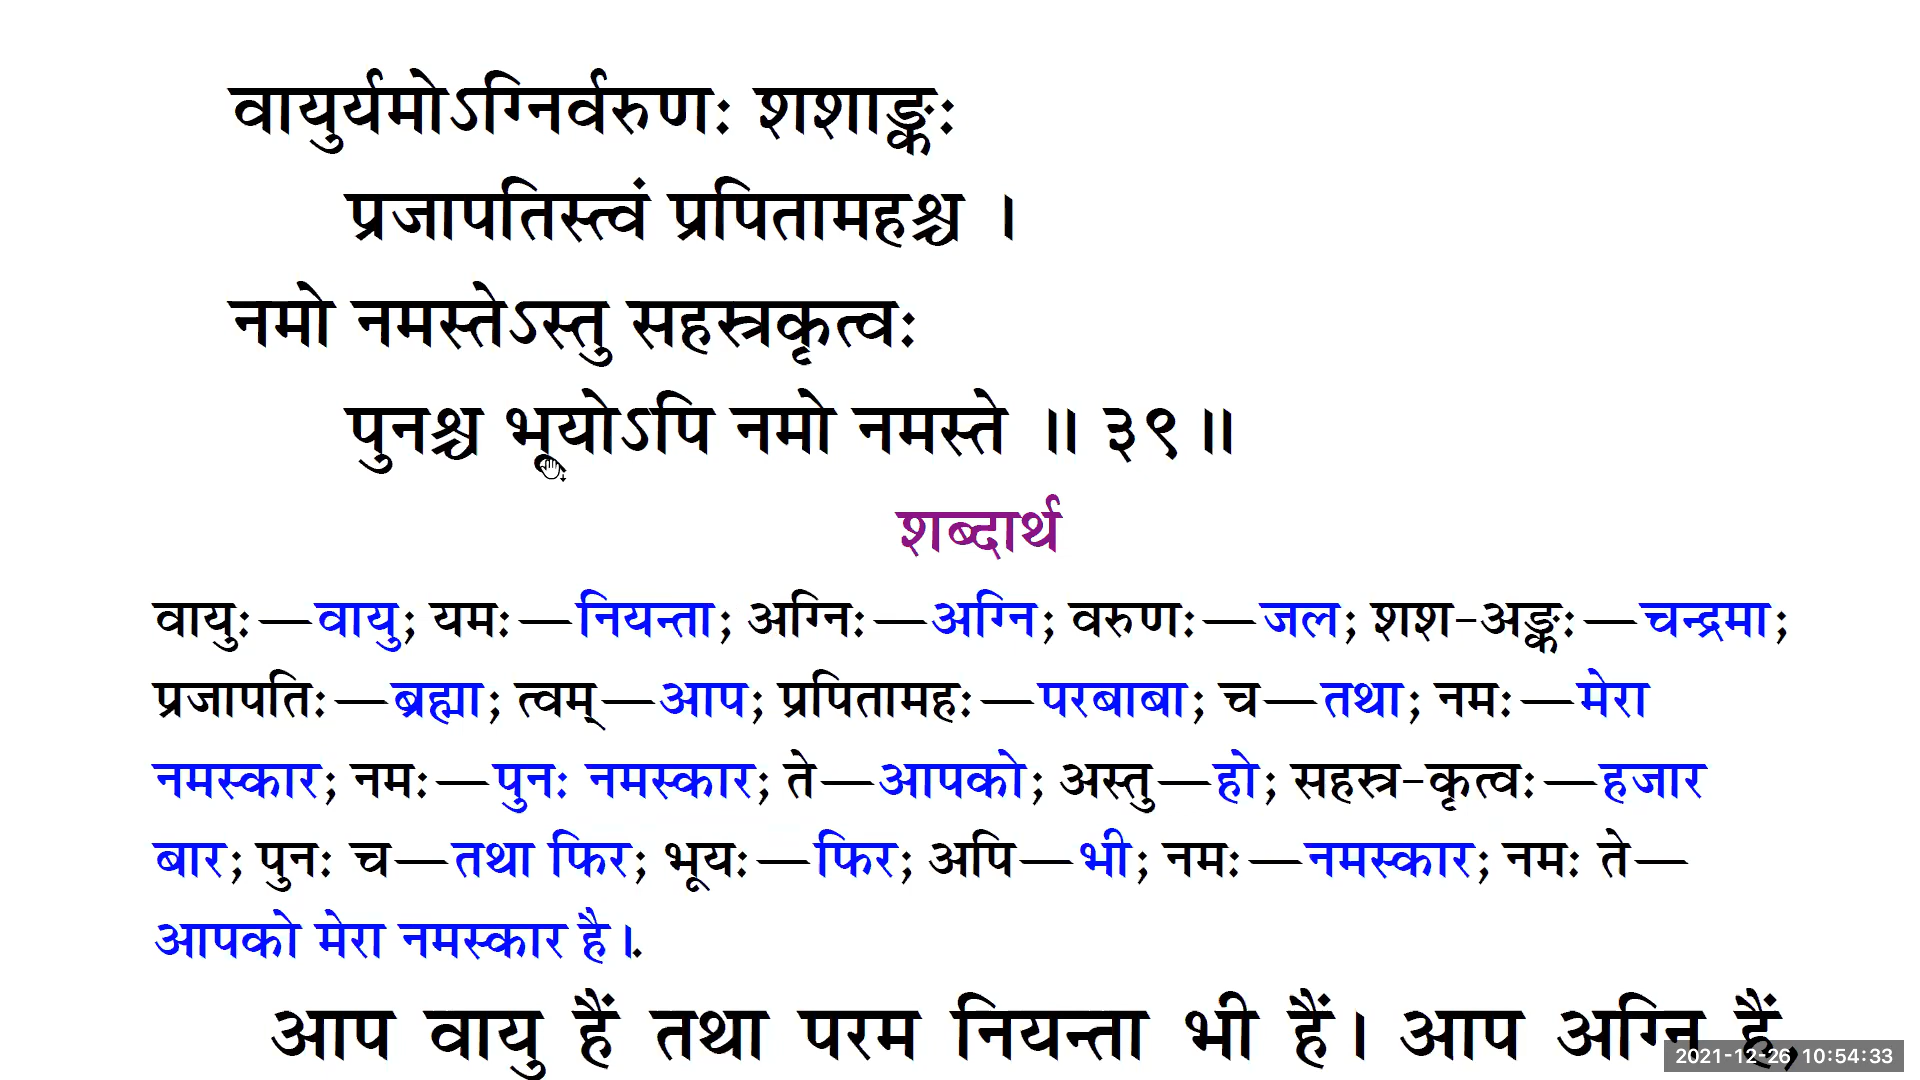 वायुर्यमोऽग्निर्वरुणः शशाङ्कः
प्रजापतिस्त्वं प्रपितामहश्च ।
नमो नमस्तेऽस्तु सहस्रकृत्वः
पुनश्च भूयोऽपि नमो नमस्ते ॥ ३९॥
शब्दार्थ
वायुः—वायु; यमः—नियन्ता; अग्निः—अग्नि; वरुणः—जल; शश-अङ्कः—चन्द्रमा;
प्रजापतिः—ब्रह्मा; त्वम्—आप; प्रपितामहः—परबाबा; च—तथा; नमः—मेरा
नमस्कार; नमः—पुनः नमस्कार; ते—आपको; अस्तु—हो; सहस्र-कृत्वः—हजार
बार; पुनः च—तथा फिर; भूयः—फिर; अपि—भी; नमः—नमस्कार; नमः ते—
आपको मेरा नमस्कार है।.
आप वायु हैं तथा परम नियन्ता भी हैं। आप अग्नि हैं,
2021-12-26 10:54:33